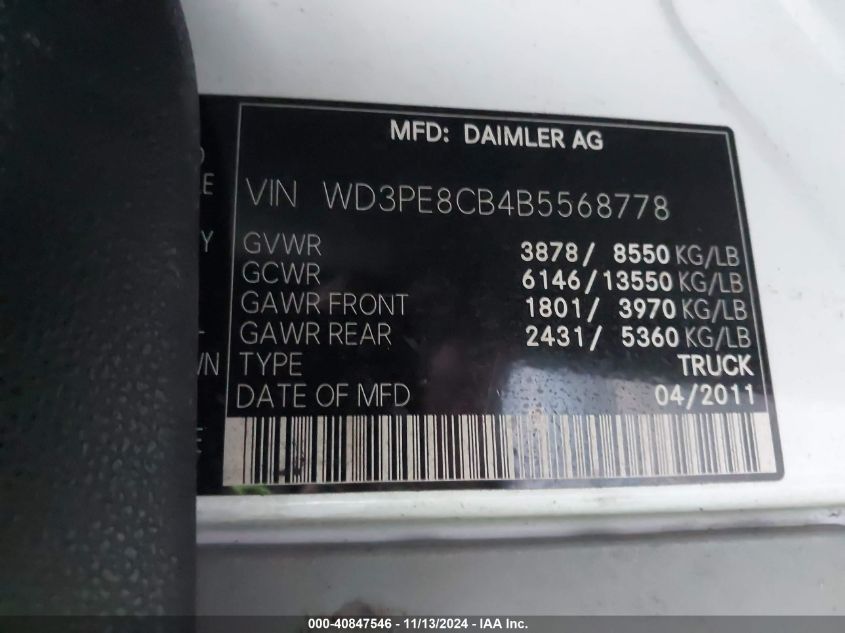 MFD: DAIMLER AG
VIN WD3PE8CB4B5568778
GVWR 3878/ 8550 KG/LB
GCWR 6146/13550 KG/LB
GAWR FRONT 1801/ 3970 KG/LB
GAWR REAR 2431/ 5360 KG/LB
TYPE TRUCK
DATE OF MFD 04/2011
000-40847546 - 11/13/2024 - IAA Inc.